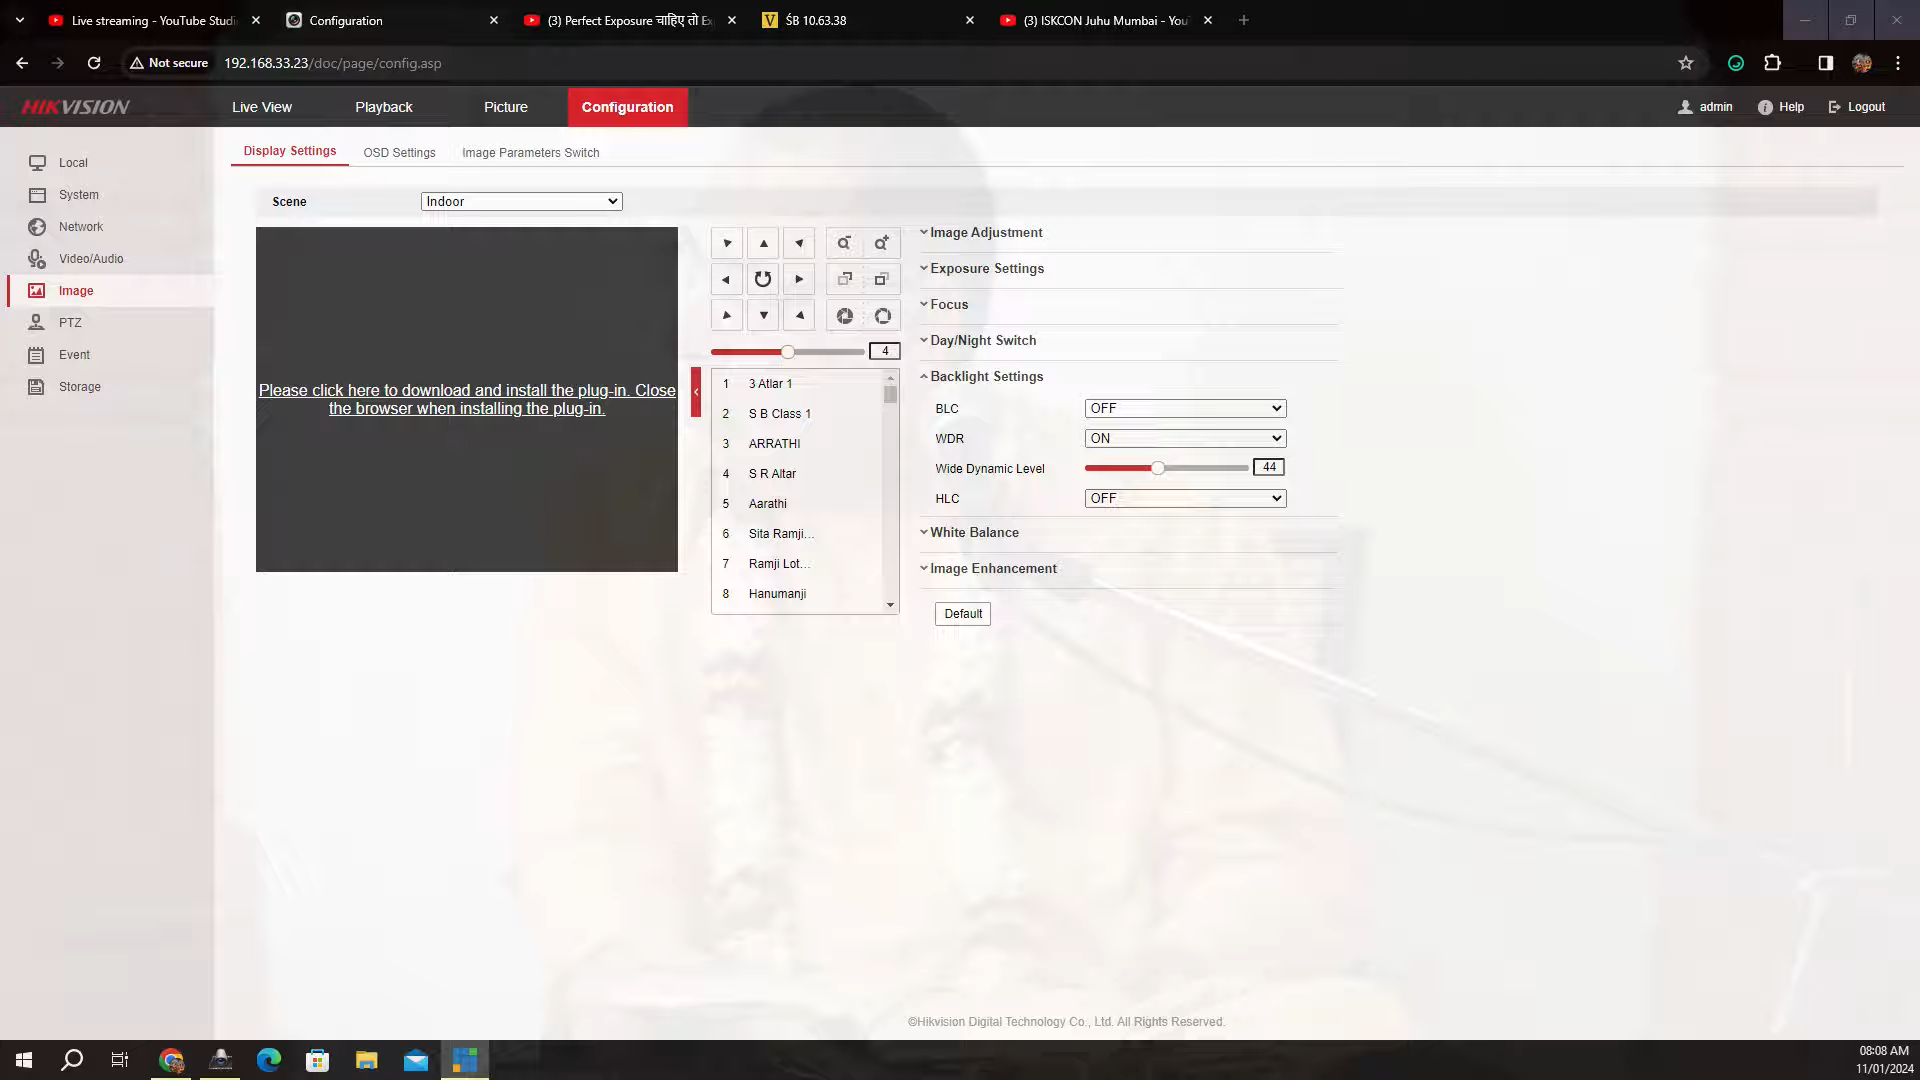 Live streaming - YouTube Studi
Configuration
(3) Perfect Exposure चाहिए तो Ex
ŚB 10.63.38
(3) ISKCON Juhu Mumbai - You
Not secure
192.168.33.23/doc/page/config.asp
HIKVISION
Live View
Playback
Picture
Configuration
admin
Help
Logout
Local
System
Network
Video/Audio
Image
PTZ
Event
Storage
Display Settings
OSD Settings
Image Parameters Switch
Scene
Indoor
Please click here to download and install the plug-in. Close
the browser when installing the plug-in.
4
1 3 Atlar 1
2 S B Class 1
3 ARRATHI
4 S R Altar
5 Aarathi
6 Sita Ramji...
7 Ramji Lot...
8 Hanumanji
Image Adjustment
Exposure Settings
Focus
Day/Night Switch
Backlight Settings
BLC OFF
WDR ON
Wide Dynamic Level 44
HLC OFF
White Balance
Image Enhancement
Default
©Hikvision Digital Technology Co., Ltd. All Rights Reserved.
08:08 AM
11/01/2024